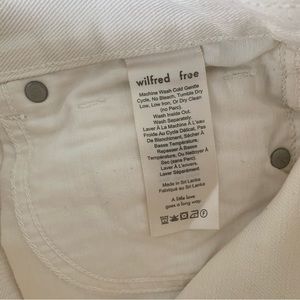 wilfred free
Machine Wash Cold Gentle
Cycle, No Bleach, Tumble Dry
Low, Low Iron, Or Dry Clean
(no Perc).
Wash Inside Out.
Wash Separately.
Laver À La Machine À L'eau
Froide Au Cycle Délicat, Pas
De Blanchiment, Sécher À
Basse Température,
Repasser À Basse
Température, Ou Nettoyer À
Sec (sans Perc).
Laver À L'envers.
Laver Séparément.
Made in Sri Lanka
Fabriqué au Sri Lanka
A little love
goes a long way.